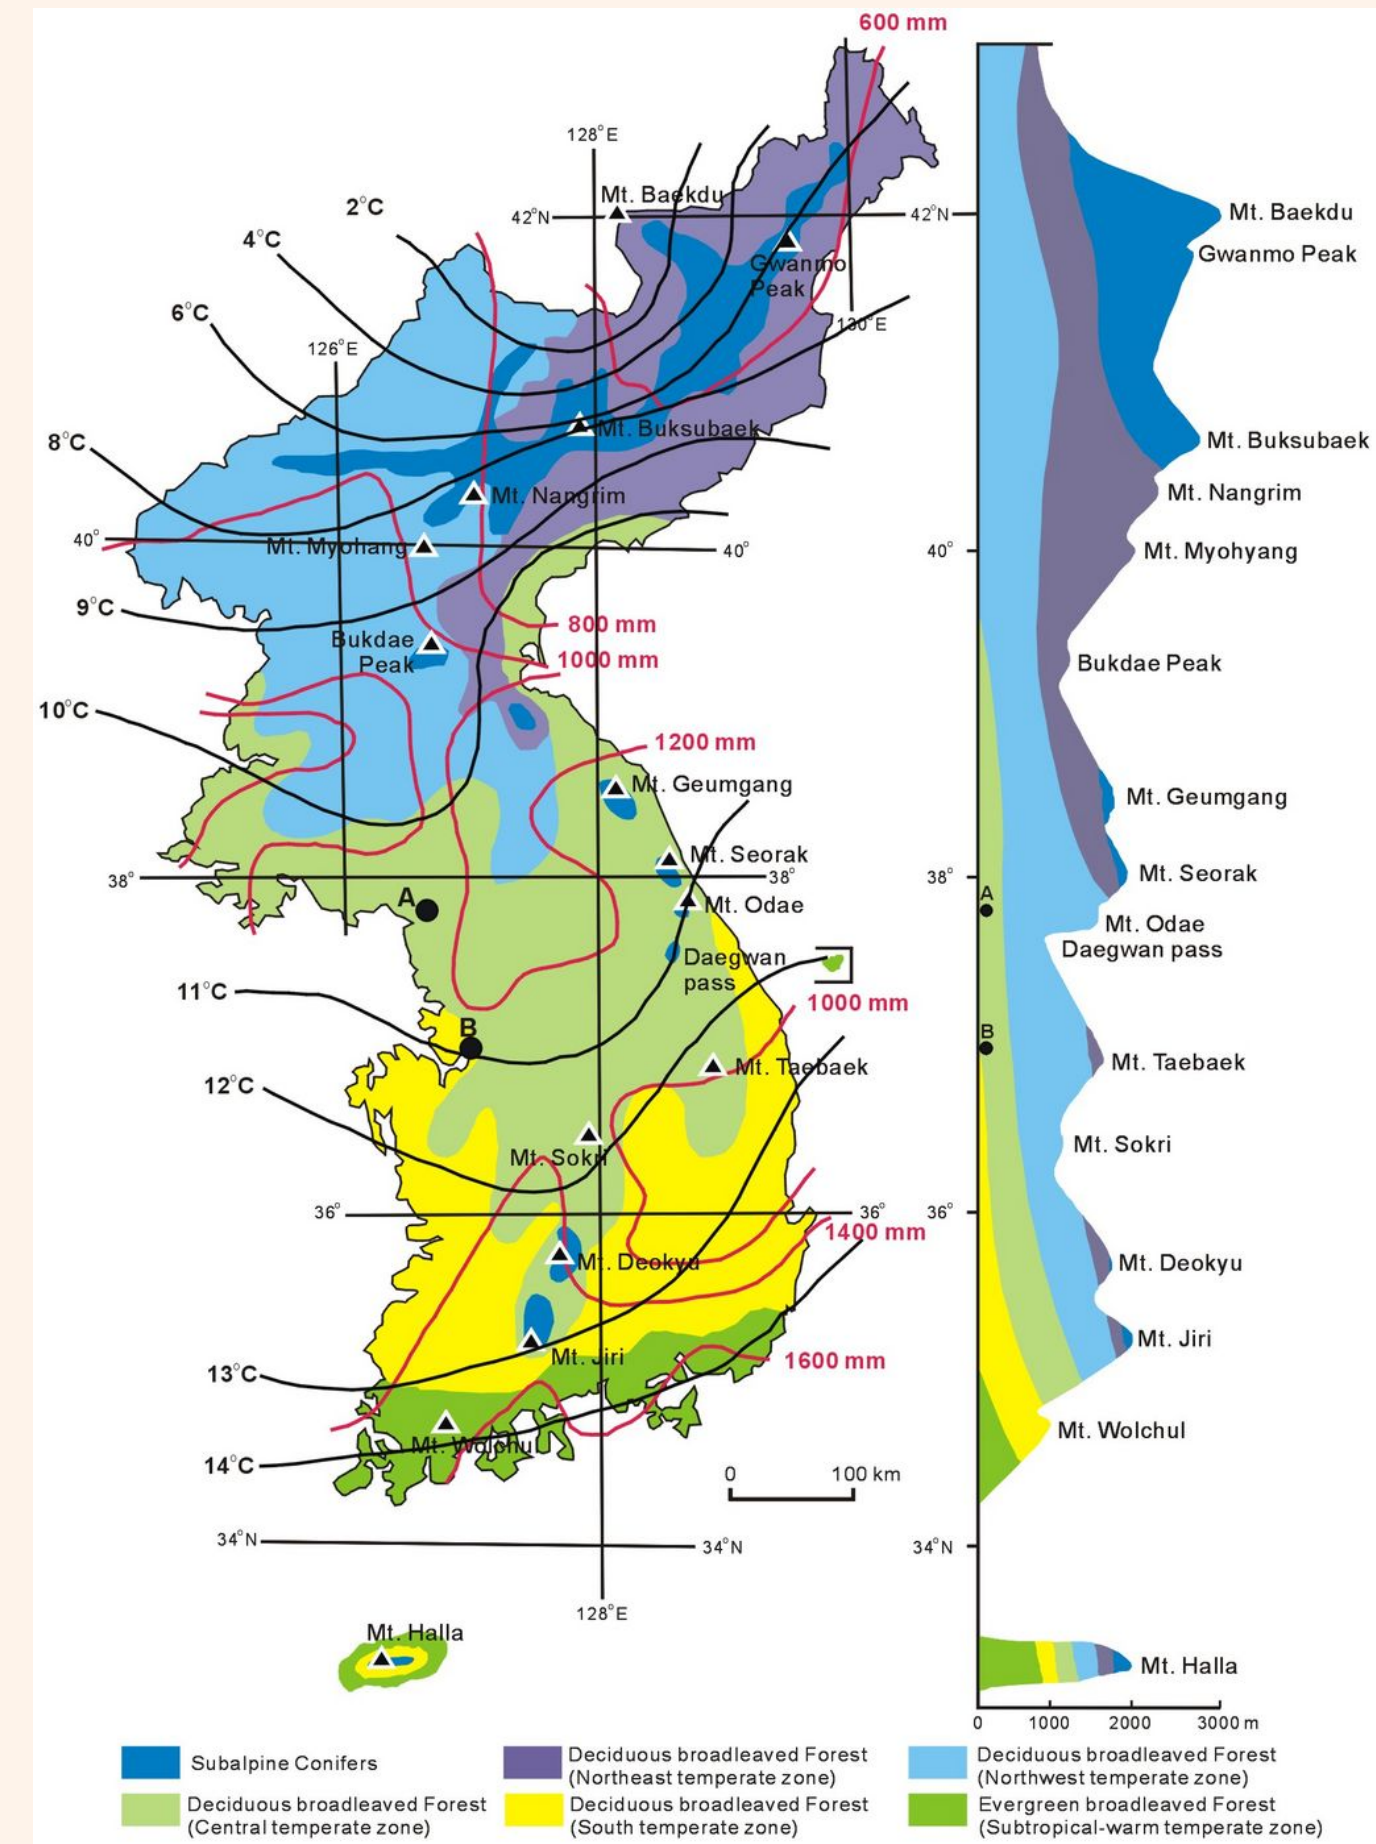 600 mm
128°E
Mt. Baekdu
42°N
42°N
Mt. Baekdu
2°C
4°C
Gwanmo
Peak
Gwanmo Peak
6°C
130°E
126°E
8°C
Mt. Buksubaek
Mt. Buksubaek
Mt. Nangrim
Mt. Nangrim
40°
Mt. Myohang
40°
40°
Mt. Myohyang
9°C
800 mm
Bukdae
Peak
1000 mm
Bukdae Peak
10°C
1200 mm
Mt. Geumgang
Mt. Geumgang
Mt. Seorak
38°
38°
38°
Mt. Seorak
A
A
Mt. Odae
Mt. Odae
Daegwan
pass
Daegwan pass
11°C
1000 mm
B
B
Mt. Taebaek
Mt. Taebaek
12°C
Mt. Sokri
Mt. Sokri
36°
36°
36°
1400 mm
Mt. Deokyu
Mt. Deokyu
Mt. Jiri
Mt. Jiri
13°C
1600 mm
Mt. Wolchul
Mt. Wolchul
14°C
0 100 km
34°N
34°N
34°N
128°E
Mt. Halla
Mt. Halla
0 1000 2000 3000 m
Subalpine Conifers
Deciduous broadleaved Forest
(Northeast temperate zone)
Deciduous broadleaved Forest
(Northwest temperate zone)
Deciduous broadleaved Forest
(Central temperate zone)
Deciduous broadleaved Forest
(South temperate zone)
Evergreen broadleaved Forest
(Subtropical-warm temperate zone)